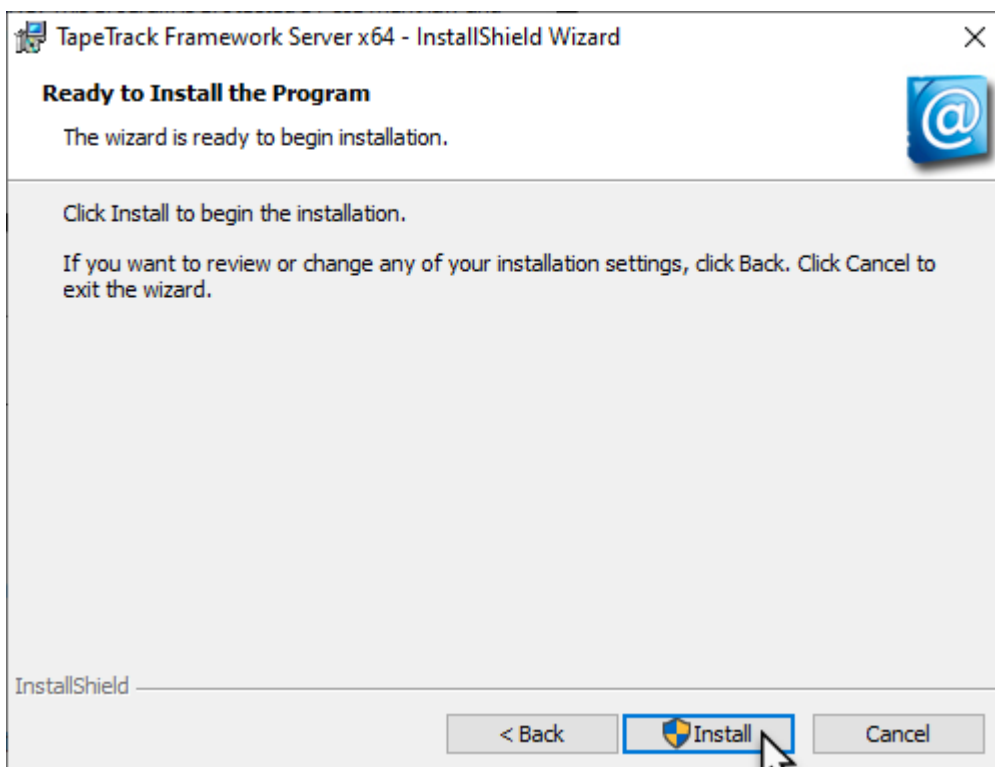 TapeTrack Framework Server x64 - InstallShield Wizard
Ready to Install the Program
The wizard is ready to begin installation.
Click Install to begin the installation.
If you want to review or change any of your installation settings, click Back. Click Cancel to
exit the wizard.
InstallShield
< Back
Install
Cancel